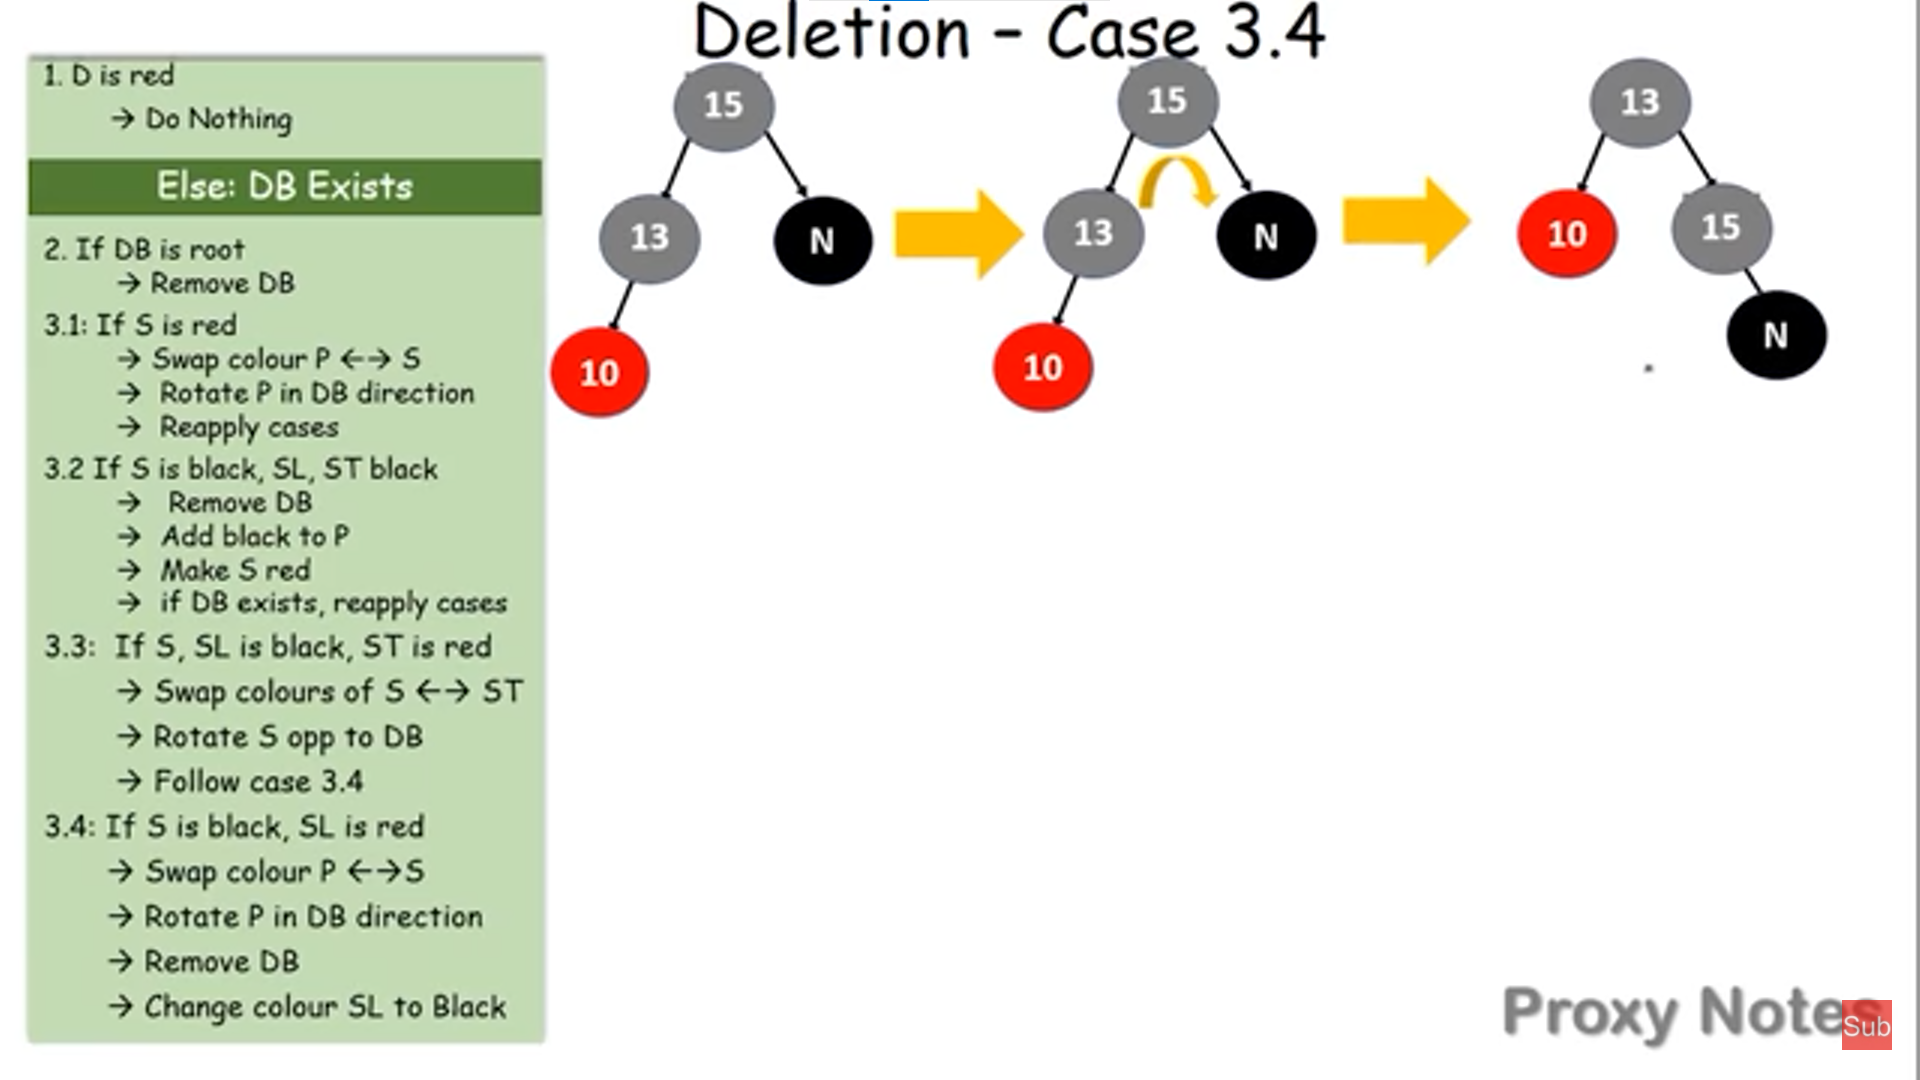 Deletion – Case 3.4
1. D is red
→ Do Nothing
Else: DB Exists
2. If DB is root
→ Remove DB
3.1: If S is red
→ Swap colour P ←→ S
→ Rotate P in DB direction
→ Reapply cases
3.2 If S is black, SL, ST black
→ Remove DB
→ Add black to P
→ Make S red
→ if DB exists, reapply cases
3.3: If S, SL is black, ST is red
→ Swap colours of S ←→ ST
→ Rotate S opp to DB
→ Follow case 3.4
3.4: If S is black, SL is red
→ Swap colour P ←→S
→ Rotate P in DB direction
→ Remove DB
→ Change colour SL to Black
15
13
N
10
15
13
N
10
13
10
15
N
Proxy Notes
Sub